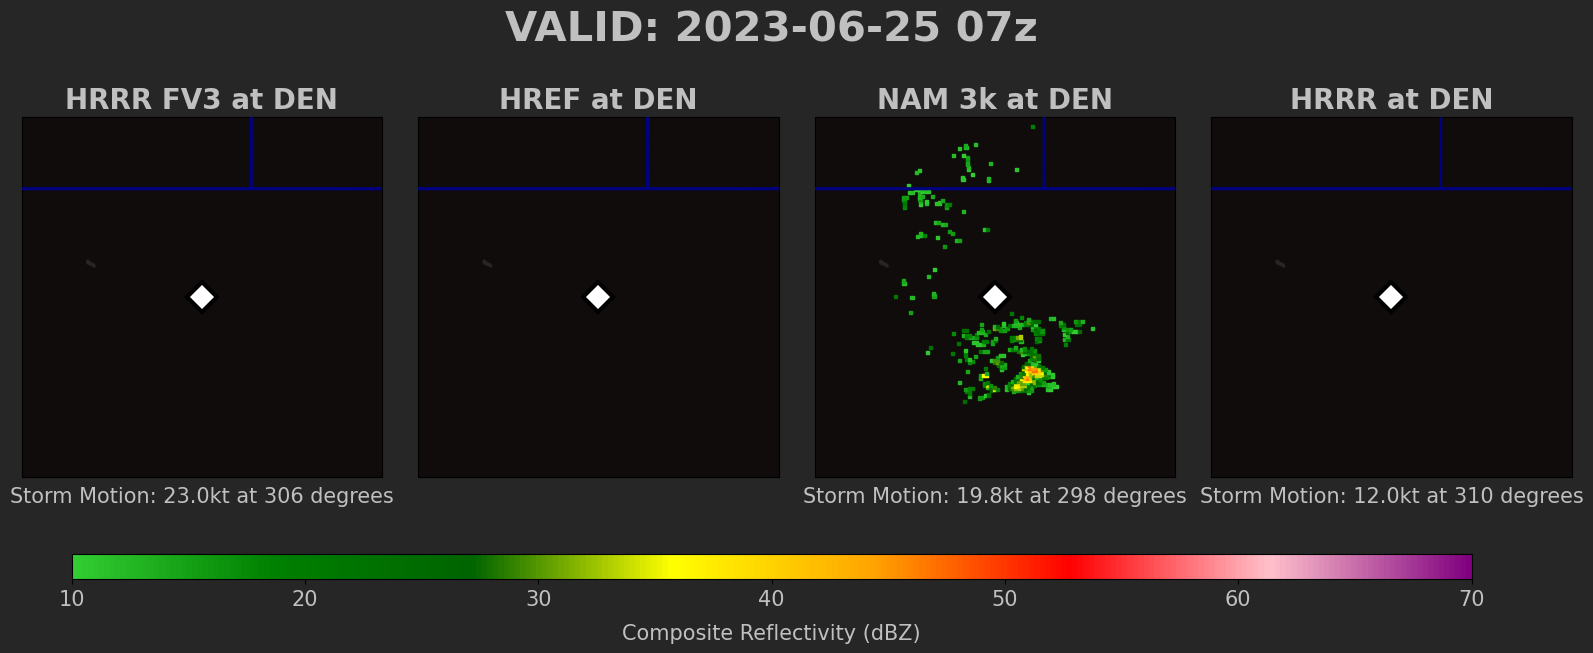 VALID: 2023-06-25 07z
HRRR FV3 at DEN
HREF at DEN
NAM 3k at DEN
HRRR at DEN
Storm Motion: 23.0kt at 306 degrees
Storm Motion: 19.8kt at 298 degrees
Storm Motion: 12.0kt at 310 degrees
10 20 30 40 50 60 70
Composite Reflectivity (dBZ)